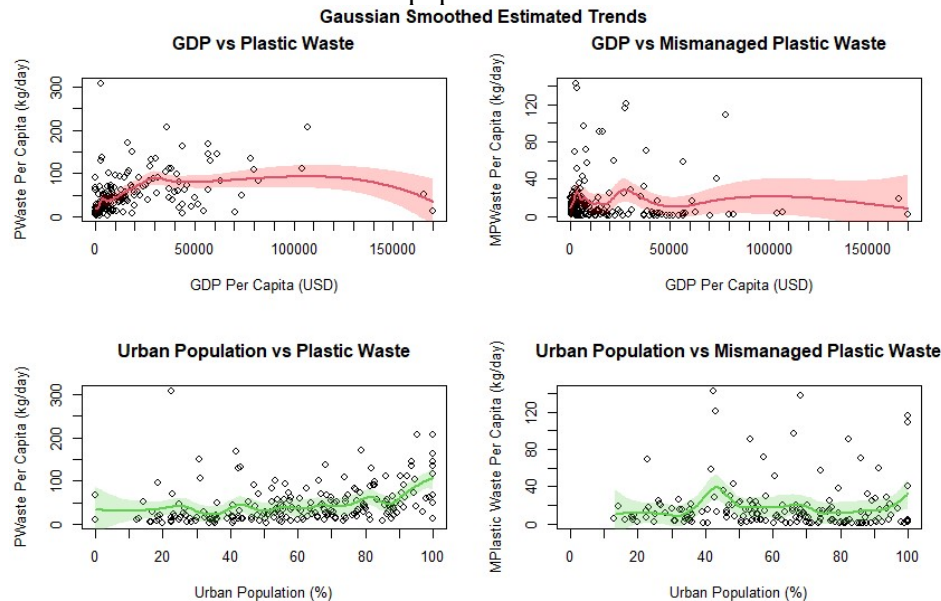 Gaussian Smoothed Estimated Trends
GDP vs Plastic Waste
PWaste Per Capita (kg/day)
300
200
100
50
0
0 50000 100000 150000
GDP Per Capita (USD)
GDP vs Mismanaged Plastic Waste
MPWaste Per Capita (kg/day)
120
80
40
0
0 50000 100000 150000
GDP Per Capita (USD)
Urban Population vs Plastic Waste
PWaste Per Capita (kg/day)
300
200
100
50
0
0 20 40 60 80 100
Urban Population (%)
Urban Population vs Mismanaged Plastic Waste
MPlastic Waste Per Capita (kg/day)
120
80
40
0
0 20 40 60 80 100
Urban Population (%)